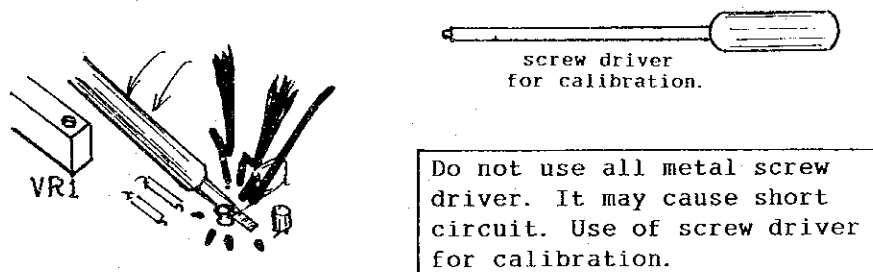 screw driver
for calibration.
VR1
Do not use all metal screw
driver. It may cause short
circuit. Use of screw driver
for calibration.